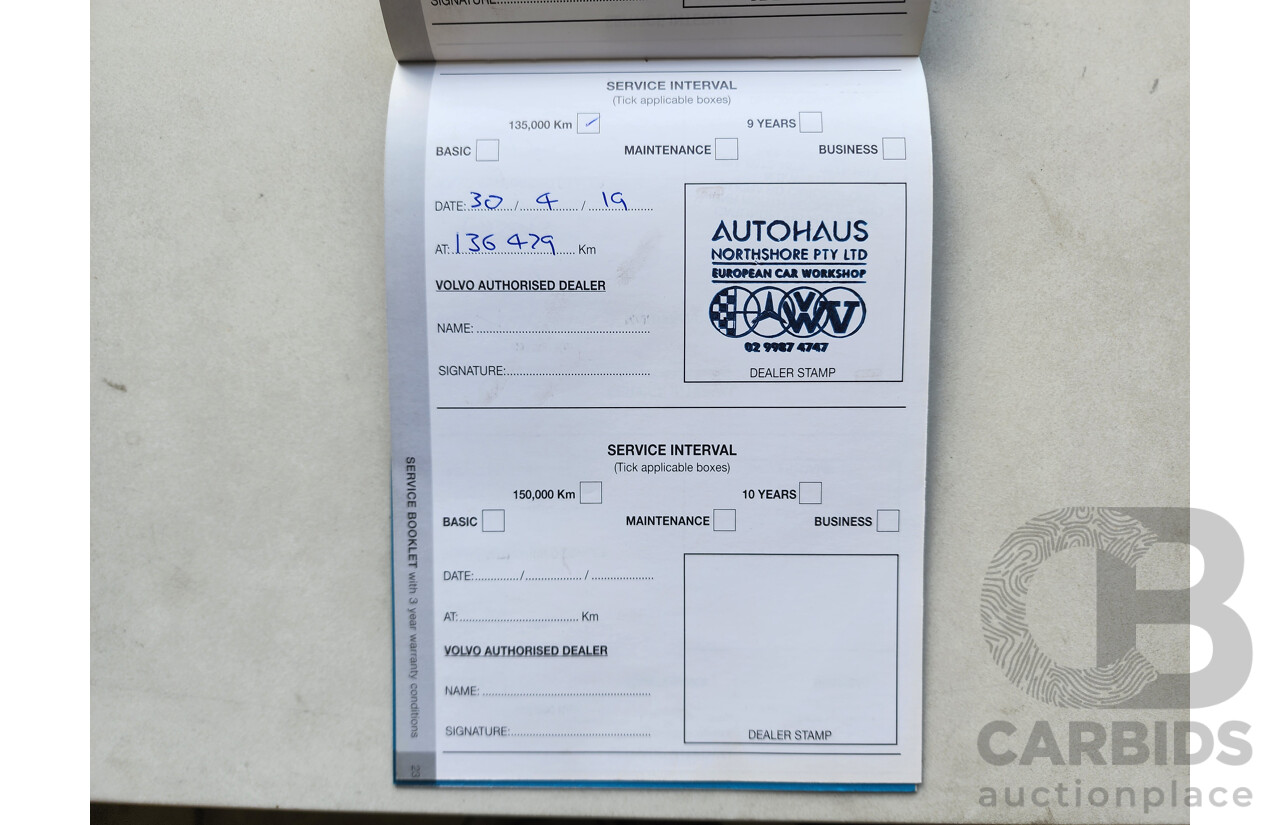 SIGNATURE:
SERVICE INTERVAL
(Tick applicable boxes)
135,000 Km 9 YEARS
BASIC MAINTENANCE BUSINESS
DATE: 30 / 4 / 19
AT: 136 479 Km
VOLVO AUTHORISED DEALER
NAME:
SIGNATURE:
AUTOHAUS
NORTHSHORE PTY LTD
EUROPEAN CAR WORKSHOP
02 9987 4747
DEALER STAMP
SERVICE INTERVAL
(Tick applicable boxes)
150,000 Km 10 YEARS
BASIC MAINTENANCE BUSINESS
DATE: / /
AT: Km
VOLVO AUTHORISED DEALER
NAME:
SIGNATURE:
DEALER STAMP
SERVICE BOOKLET with 3 year warranty conditions
23
CARBIDS
auctionplace